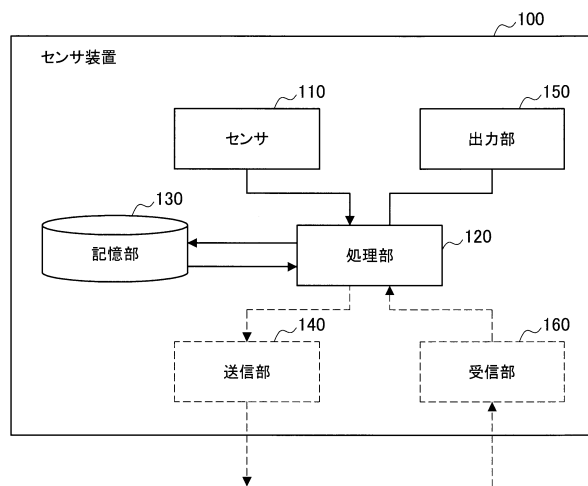 100
センサ装置
110
センサ
150
出力部
130
記憶部
処理部
120
140
送信部
160
受信部